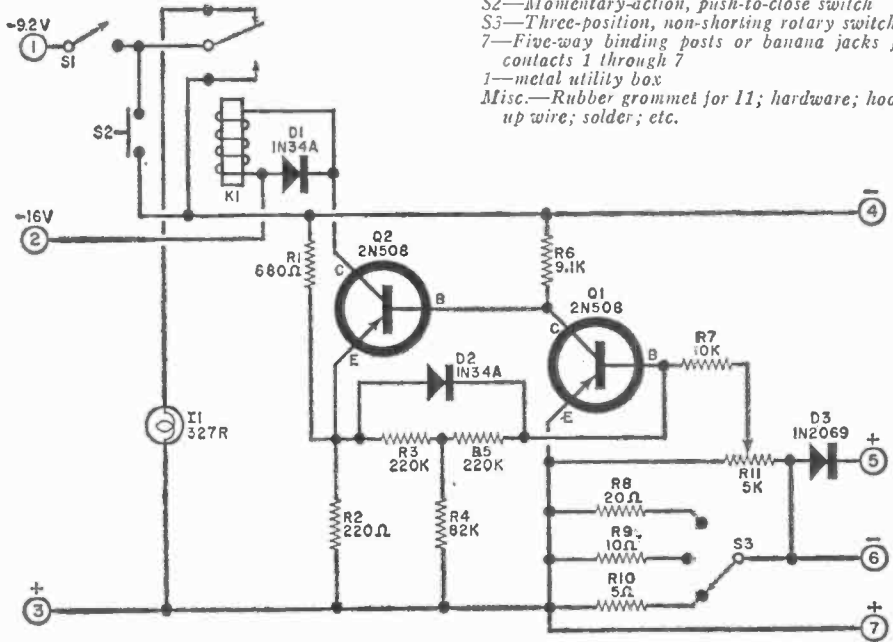 S2—Momentary-action, push-to-close switch
S3—Three-position, non-shorting rotary switch
7—Five-way binding posts or banana jacks
contacts 1 through 7
1—metal utility box
Misc.—Rubber grommet for I1; hardware;
up wire; solder; etc.
-9.2V
1
S1
S2
K1
D1
1N34A
-16V
2
4
R1
680Ω
Q2
2N508
C
B
E
R6
9.1K
Q1
2N508
C
B
E
R7
10K
D2
1N34A
I1
327R
R3
220K
R5
220K
D3
1N2069
+
5
R11
5K
R2
220Ω
R4
82K
R8
20Ω
R9
10Ω
R10
5Ω
S3
6
+
3
+
7